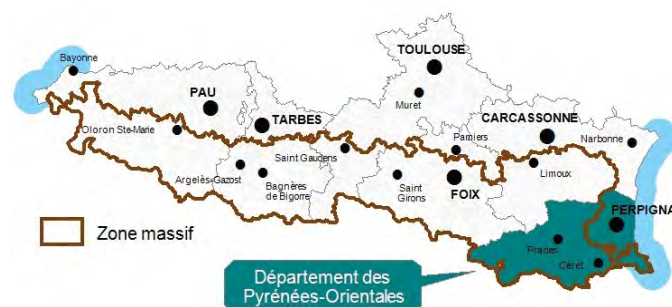 Bayonne
TOULOUSE
PAU
Muret
TARBES
CARCASSONNE
Oloron Ste-Marie
Pamiers
Narbonne
Saint Gaudens
Argelès-Gazost
Bagnères
de Bigorre
Saint
Girons
FOIX
Limoux
PERPIGNA
Zone massif
Prades
Céret
Département des
Pyrénées-Orientales